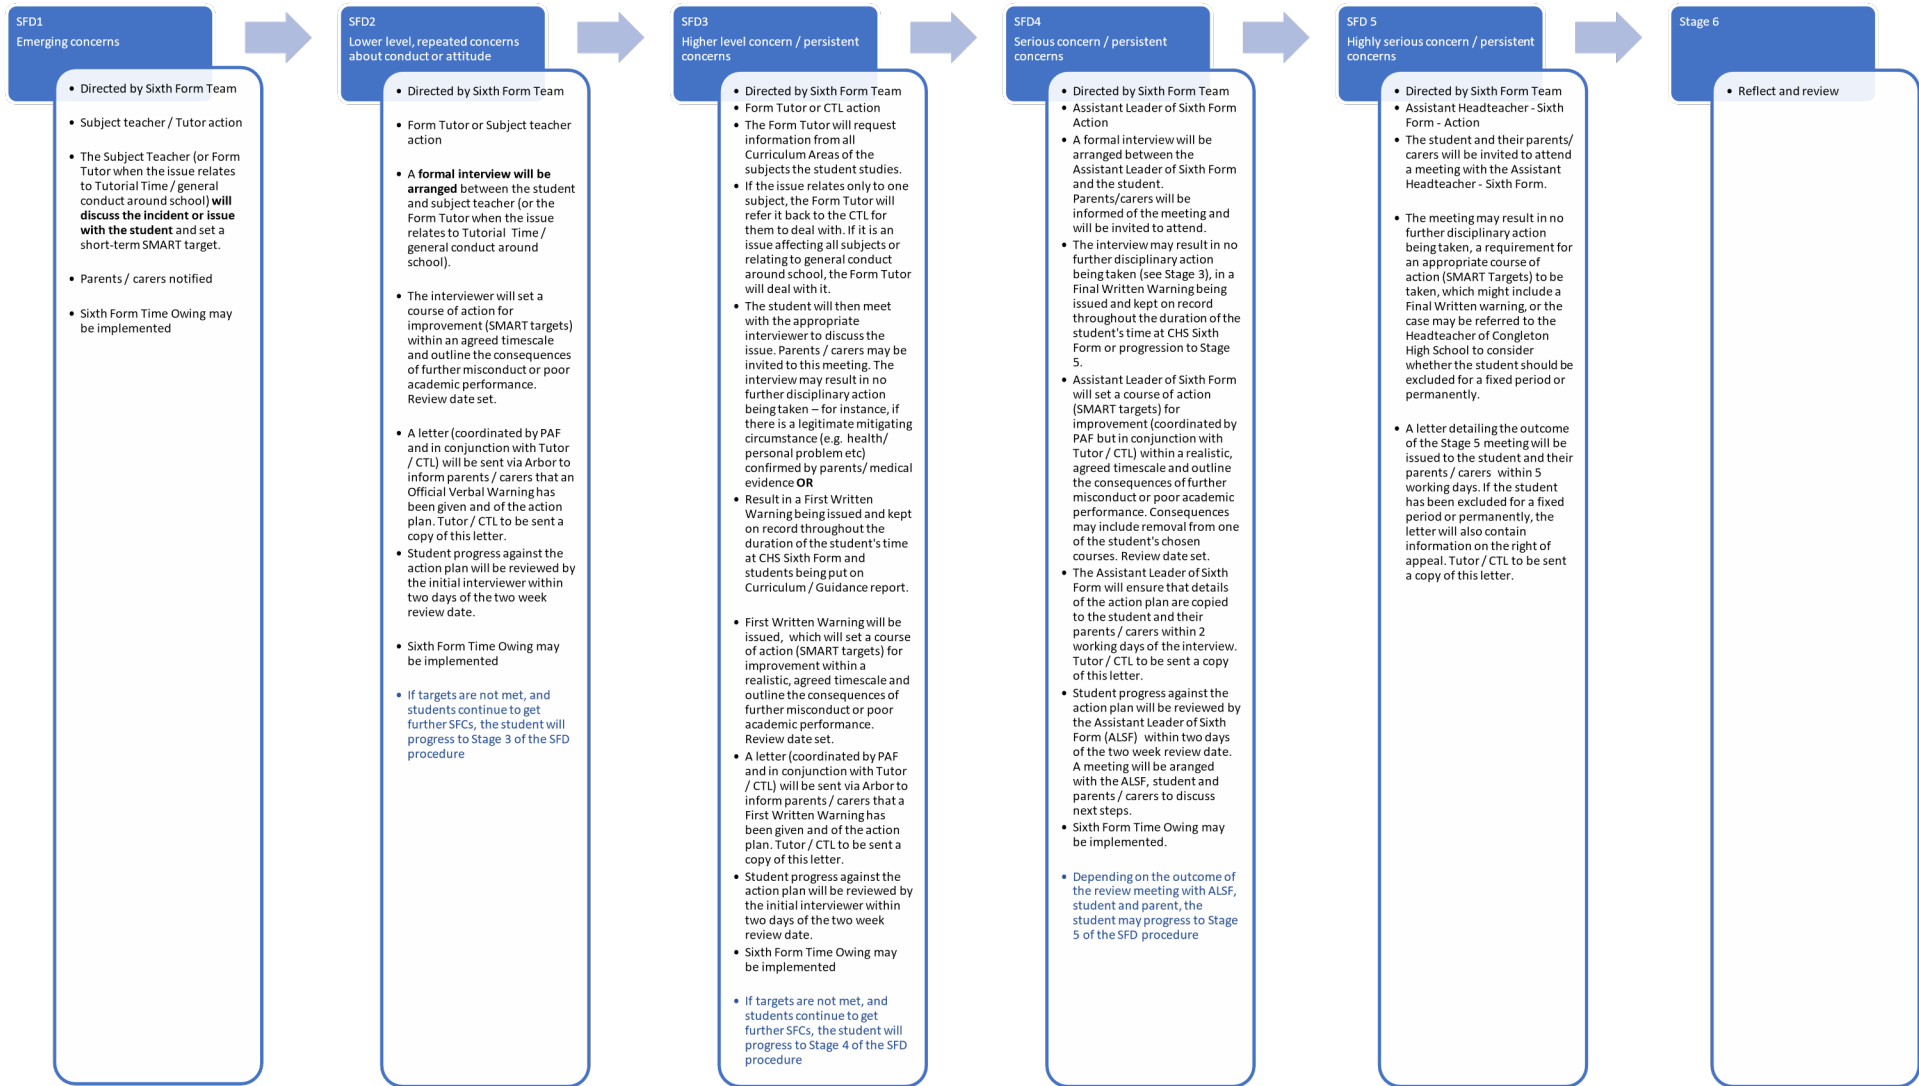 SFD1
Emerging concerns
• Directed by Sixth Form Team
• Subject teacher / Tutor action
• The Subject Teacher (or Form
Tutor when the issue relates
to Tutorial Time / general
conduct around school) will
discuss the incident or issue
with the student and set a
short-term SMART target.
• Parents / carers notified
• Sixth Form Time Owing may
be implemented
SFD2
Lower level, repeated concerns
about conduct or attitude
• Directed by Sixth Form Team
• Form Tutor or Subject teacher
action
• A formal interview will be
arranged between the student
and subject teacher (or the
Form Tutor when the issue
relates to Tutorial Time /
general conduct around
school).
• The interviewer will set a
course of action for
improvement (SMART targets)
within an agreed timescale
and outline the consequences
of further misconduct or poor
academic performance.
Review date set.
• A letter (coordinated by PAF
and in conjunction with Tutor
/ CTL) will be sent via Arbor to
inform parents / carers that an
Official Verbal Warning has
been given and of the action
plan. Tutor / CTL to be sent a
copy of this letter.
• Student progress against the
action plan will be reviewed by
the initial interviewer within
two days of the two week
review date.
• Sixth Form Time Owing may
be implemented
• If targets are not met, and
students continue to get
further SFCs, the student will
progress to Stage 3 of the SFD
procedure
SFD3
Higher level concern / persistent
concerns
• Directed by Sixth Form Team
• Form Tutor or CTL action
• The Form Tutor will request
information from all
Curriculum Areas of the
subjects the student studies.
• If the issue relates only to one
subject, the Form Tutor will
refer it back to the CTL for
them to deal with. If it is an
issue affecting all subjects or
relating to general conduct
around school, the Form Tutor
will deal with it.
• The student will then meet
with the appropriate
interviewer to discuss the
issue. Parents / carers may be
invited to this meeting. The
interview may result in no
further disciplinary action
being taken – for instance, if
there is a legitimate mitigating
circumstance (e.g. health/
personal problem etc)
confirmed by parents/ medical
evidence OR
• Result in a First Written
Warning being issued and kept
on record throughout the
duration of the student's time
at CHS Sixth Form and
students being put on
Curriculum / Guidance report.
• First Written Warning will be
issued, which will set a course
of action (SMART targets) for
improvement within a
realistic, agreed timescale and
outline the consequences of
further misconduct or poor
academic performance.
Review date set.
• A letter (coordinated by PAF
and in conjunction with Tutor
/ CTL) will be sent via Arbor to
inform parents / carers that a
First Written Warning has
been given and of the action
plan. Tutor / CTL to be sent a
copy of this letter.
• Student progress against the
action plan will be reviewed by
the initial interviewer within
two days of the two week
review date.
• Sixth Form Time Owing may
be implemented
• If targets are not met, and
students continue to get
further SFCs, the student will
progress to Stage 4 of the SFD
procedure
SFD4
Serious concern / persistent
concerns
• Directed by Sixth Form Team
• Assistant Leader of Sixth Form
Action
• A formal interview will be
arranged between the
Assistant Leader of Sixth Form
and the student.
Parents/carers will be
informed of the meeting and
will be invited to attend.
• The interview may result in no
further disciplinary action
being taken (see Stage 3), in a
Final Written Warning being
issued and kept on record
throughout the duration of the
student's time at CHS Sixth
Form or progression to Stage
5.
• Assistant Leader of Sixth Form
will set a course of action
(SMART targets) for
improvement (coordinated by
PAF but in conjunction with
Tutor / CTL) within a realistic,
agreed timescale and outline
the consequences of further
misconduct or poor academic
performance. Consequences
may include removal from one
of the student's chosen
courses. Review date set.
• The Assistant Leader of Sixth
Form will ensure that details
of the action plan are copied
to the student and their
parents / carers within 2
working days of the interview.
Tutor / CTL to be sent a copy
of this letter.
• Student progress against the
action plan will be reviewed by
the Assistant Leader of Sixth
Form (ALSF) within two days
of the two week review date.
A meeting will be aranged
with the ALSF, student and
parents / carers to discuss
next steps.
• Sixth Form Time Owing may
be implemented.
• Depending on the outcome of
the review meeting with ALSF,
student and parent, the
student may progress to Stage
5 of the SFD procedure
SFD 5
Highly serious concern / persistent
concerns
• Directed by Sixth Form Team
• Assistant Headteacher - Sixth
Form - Action
• The student and their parents/
carers will be invited to attend
a meeting with the Assistant
Headteacher - Sixth Form.
• The meeting may result in no
further disciplinary action
being taken, a requirement for
an appropriate course of
action (SMART Targets) to be
taken, which might include a
Final Written warning, or the
case may be referred to the
Headteacher of Congleton
High School to consider
whether the student should be
excluded for a fixed period or
permanently.
• A letter detailing the outcome
of the Stage 5 meeting will be
issued to the student and their
parents / carers within 5
working days. If the student
has been excluded for a fixed
period or permanently, the
letter will also contain
information on the right of
appeal. Tutor / CTL to be sent
a copy of this letter.
Stage 6
• Reflect and review